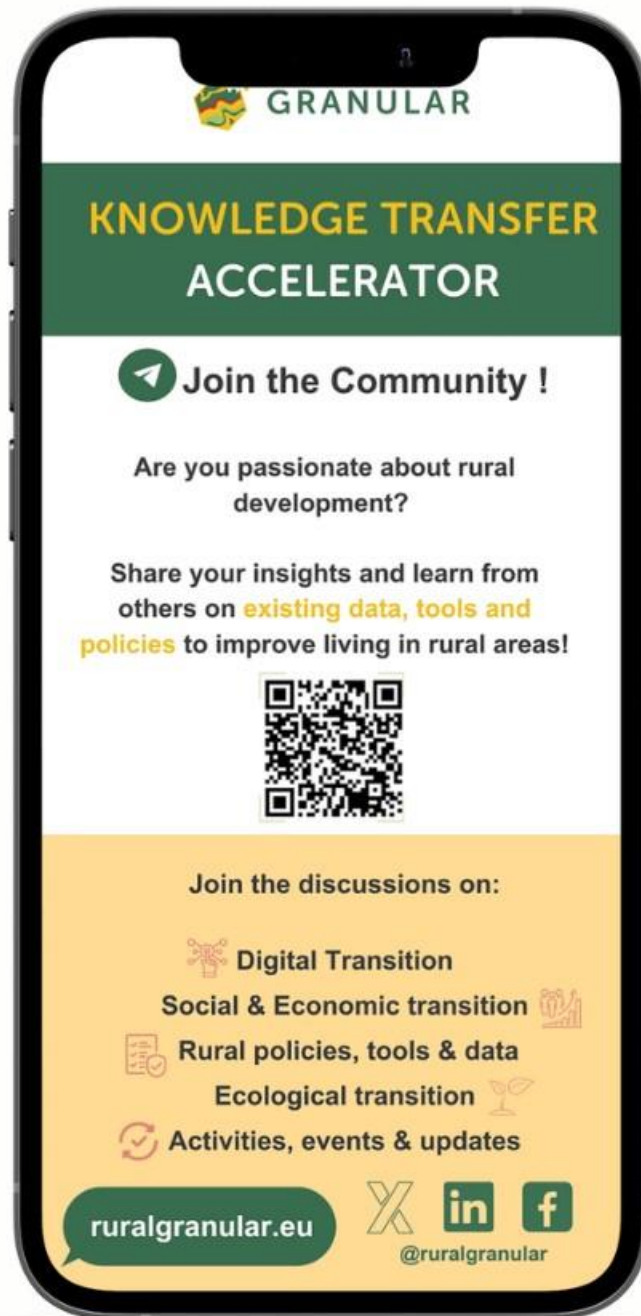 GRANULAR
KNOWLEDGE TRANSFER
ACCELERATOR
Join the Community !
Are you passionate about rural
development?
Share your insights and learn from
others on existing data, tools and
policies to improve living in rural areas!
Join the discussions on:
Digital Transition
Social & Economic transition
Rural policies, tools & data
Ecological transition
Activities, events & updates
ruralgranular.eu
@ruralgranular